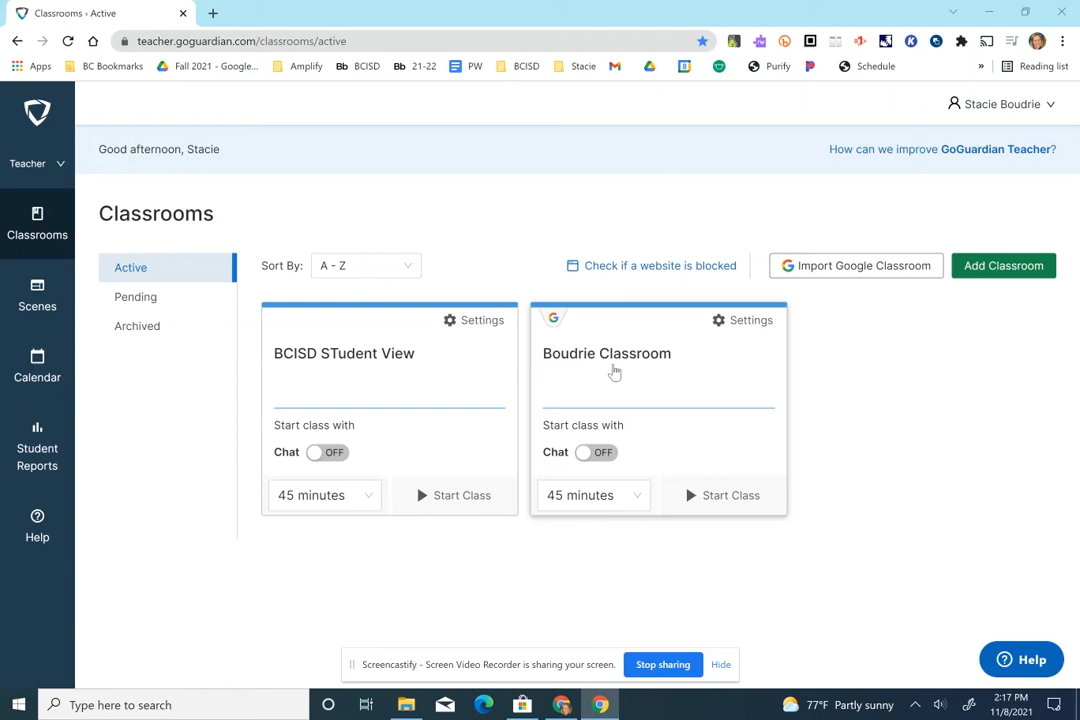 Classrooms › Active
teacher.goguardian.com/classrooms/active
Apps BC Bookmarks Fall 2021 - Google... Amplify Bb BCISD Bb 21-22 PW BCISD Stacie Purify Schedule » Reading list
Stacie Boudrie
Teacher
Good afternoon, Stacie
How can we improve GoGuardian Teacher?
Classrooms
Scenes
Calendar
Student
Reports
Help
Classrooms
Active
Pending
Archived
Sort By: A - Z
Check if a website is blocked
Import Google Classroom
Add Classroom
Settings
BCISD STudent View
Start class with
Chat OFF
45 minutes
Start Class
Settings
Boudrie Classroom
Start class with
Chat OFF
45 minutes
Start Class
Screencastify - Screen Video Recorder is sharing your screen. Stop sharing Hide
Help
Type here to search
77°F Partly sunny
2:17 PM
11/8/2021